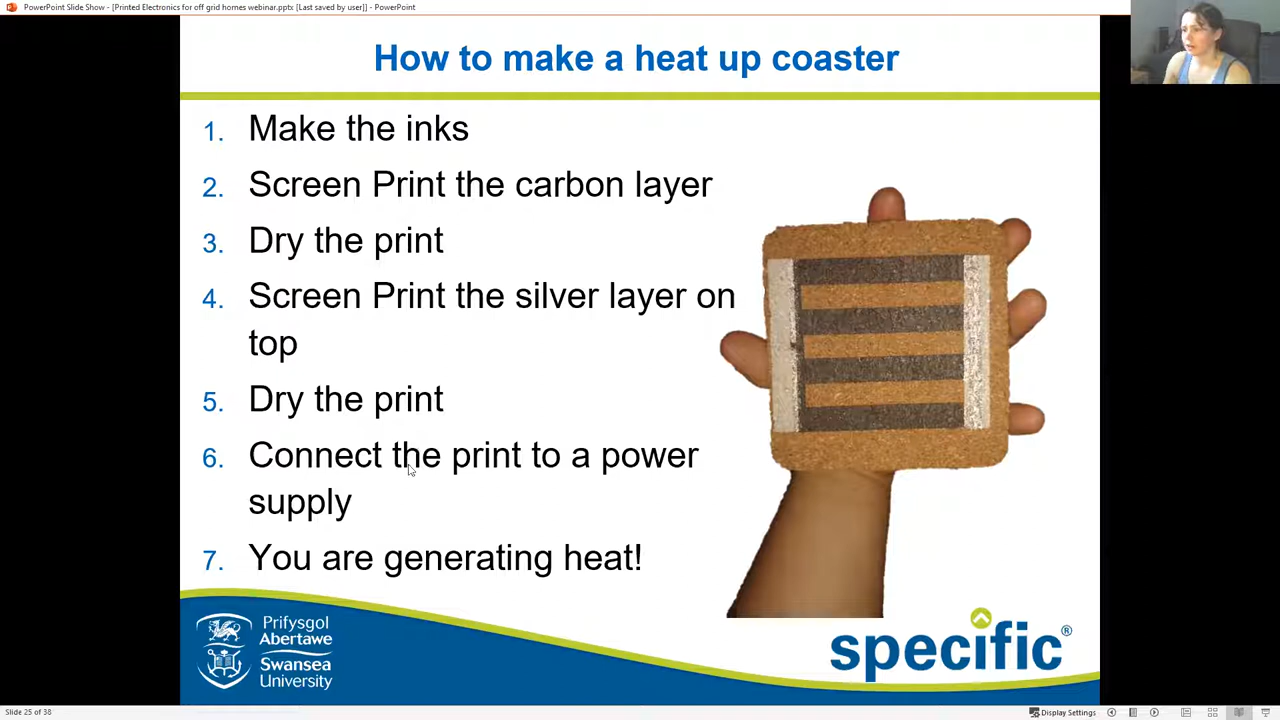 PowerPoint Slide Show - [Printed Electronics for off grid homes webinar.pptx [Last saved by user]] - PowerPoint
How to make a heat up coaster
1. Make the inks
2. Screen Print the carbon layer
3. Dry the print
4. Screen Print the silver layer on
top
5. Dry the print
6. Connect the print to a power
supply
7. You are generating heat!
Prifysgol
Abertawe
Swansea
University
specific®
Slide 25 of 38
Display Settings